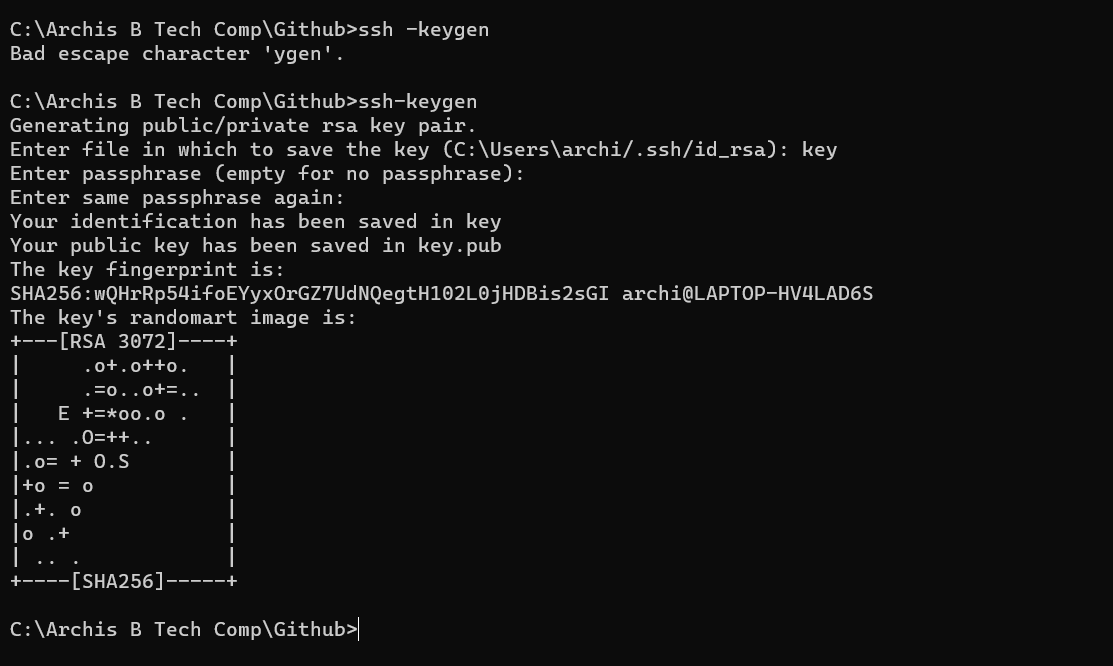 C:\Archis B Tech Comp\Github>ssh -keygen
Bad escape character 'ygen'.

C:\Archis B Tech Comp\Github>ssh-keygen
Generating public/private rsa key pair.
Enter file in which to save the key (C:\Users\archi/.ssh/id_rsa): key
Enter passphrase (empty for no passphrase):
Enter same passphrase again:
Your identification has been saved in key
Your public key has been saved in key.pub
The key fingerprint is:
SHA256:wQHrRp54ifoEYyxOrGZ7UdNQegtH102L0jHDBis2sGI archi@LAPTOP-HV4LAD6S
The key's randomart image is:
+---[RSA 3072]----+
|     .o+.o++o.   |
|     .=o..o+=..  |
|   E +=*oo.o .   |
|... .O=++..      |
|.o= + O.S        |
|+o = o           |
|.+. o            |
|o .+             |
| .. .            |
+----[SHA256]-----+

C:\Archis B Tech Comp\Github>